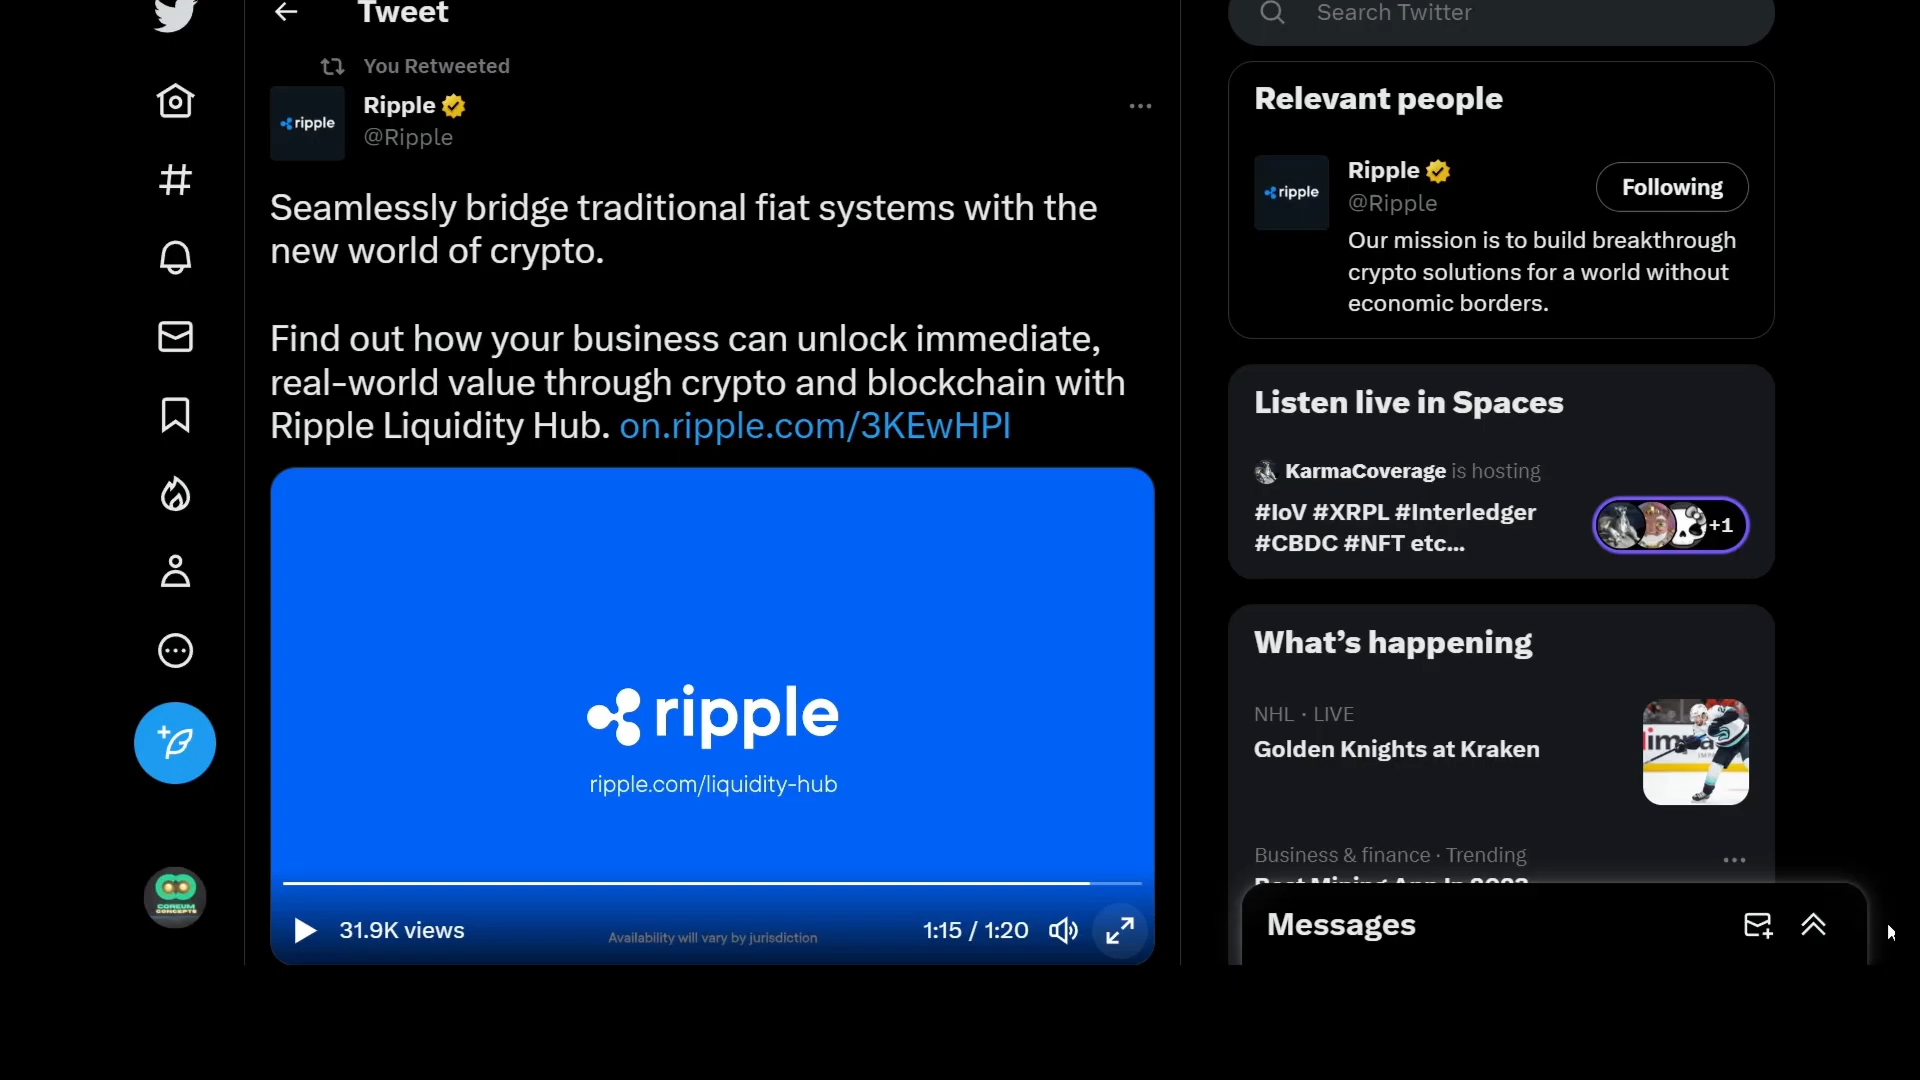 Tweet
You Retweeted
ripple
Ripple
@Ripple
Seamlessly bridge traditional fiat systems with the
new world of crypto.
Find out how your business can unlock immediate,
real-world value through crypto and blockchain with
Ripple Liquidity Hub. on.ripple.com/3KEwHPI
ripple
ripple.com/liquidity-hub
31.9K views
Availability will vary by jurisdiction
1:15 / 1:20
COREUM
CONCEPTS
Search Twitter
Relevant people
ripple
Ripple
@Ripple
Following
Our mission is to build breakthrough
crypto solutions for a world without
economic borders.
Listen live in Spaces
KarmaCoverage is hosting
#IoV #XRPL #Interledger
#CBDC #NFT etc...
+1
What's happening
NHL · LIVE
Golden Knights at Kraken
Business & finance · Trending
Best Mining App In 2023
Messages